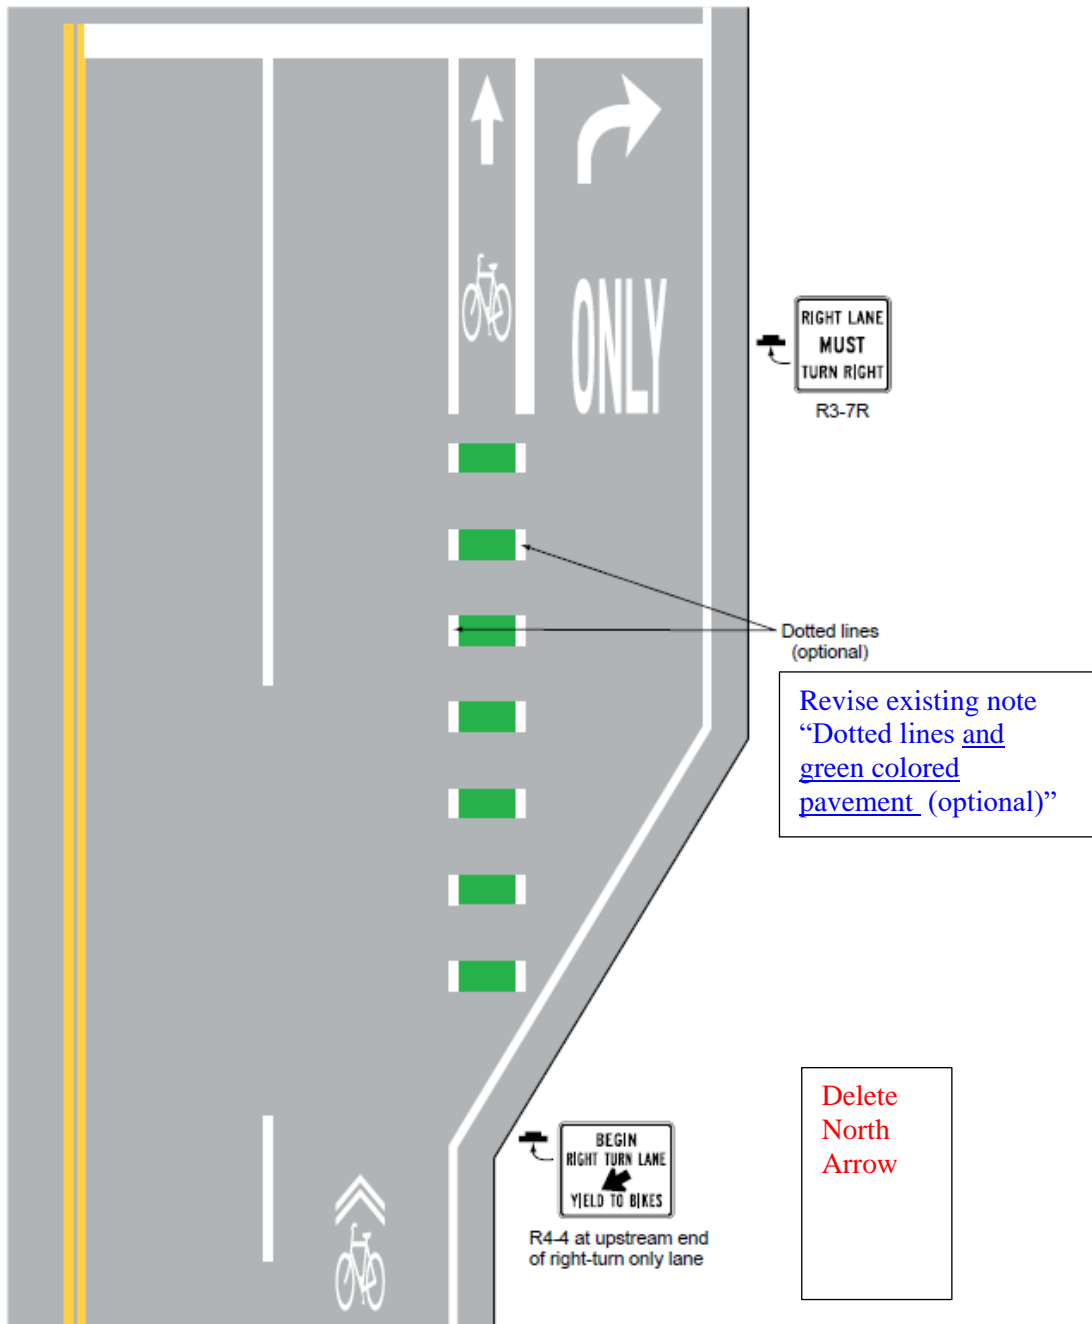 ONLY
RIGHT LANE
MUST
TURN RIGHT
R3-7R
Dotted lines
(optional)
Revise existing note
“Dotted lines and
green colored
pavement (optional)”
BEGIN
RIGHT TURN LANE
YIELD TO BIKES
R4-4 at upstream end
of right-turn only lane
Delete
North
Arrow